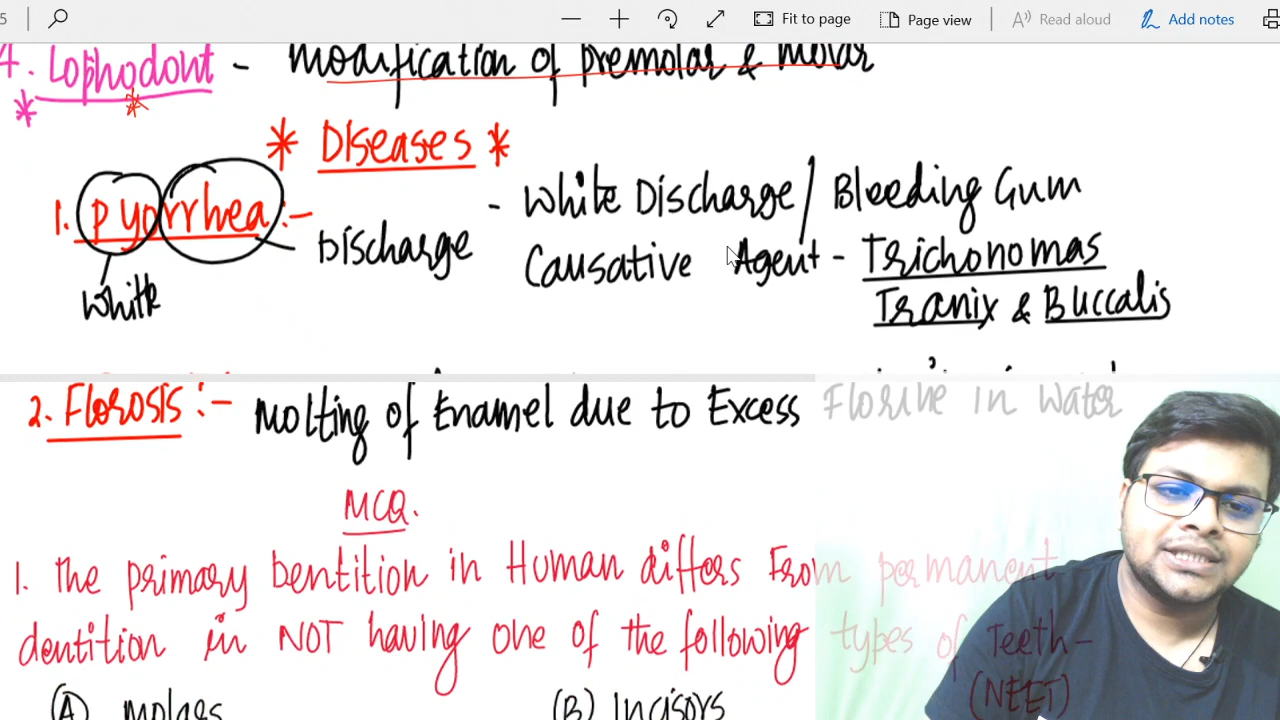 5 Fit to page Page view Read aloud Add notes
4. Lophodont - modification of premolar & molar
* *
* Diseases *
1. pyorrhea :- - White Discharge / Bleeding Gum
Discharge Causative Agent - Trichonomas
White Tranix & Buccalis
2. Florosis :- Molting of Enamel due to Excess Floride in water
MCQ.
1. The primary bentition in Human differs From permanent
dentition in NOT having one of the following types of Teeth-
(NEET)
(A) molars (B) Incisors